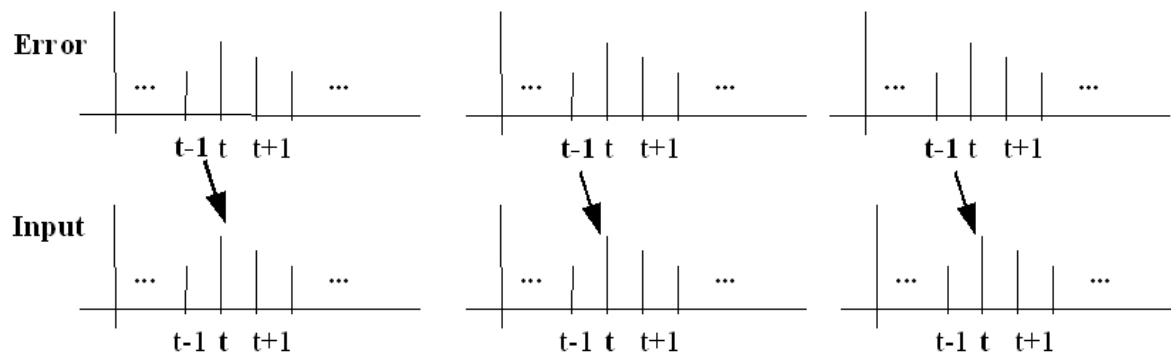 Error
... ... ... ... ... ...
t-1 t t+1 t-1 t t+1 t-1 t t+1
Input
... ... ... ... ... ...
t-1 t t+1 t-1 t t+1 t-1 t t+1